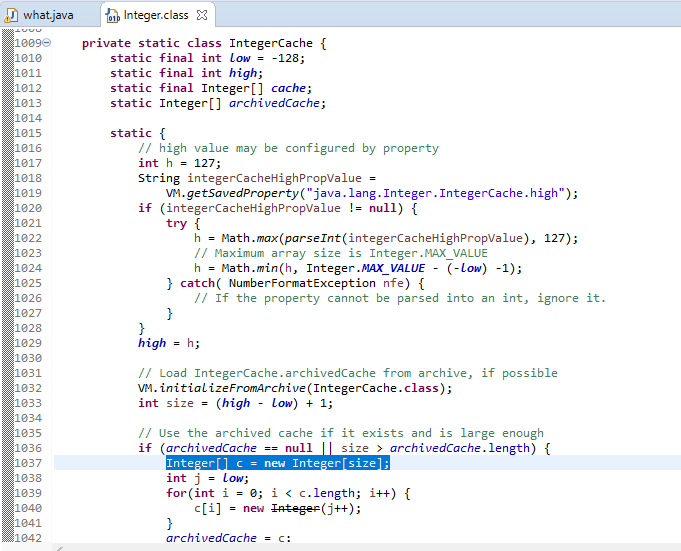 what.java Integer.class
1008
1009 private static class IntegerCache {
1010 static final int low = -128;
1011 static final int high;
1012 static final Integer[] cache;
1013 static Integer[] archivedCache;
1014
1015 static {
1016 // high value may be configured by property
1017 int h = 127;
1018 String integerCacheHighPropValue =
1019 VM.getSavedProperty("java.lang.Integer.IntegerCache.high");
1020 if (integerCacheHighPropValue != null) {
1021 try {
1022 h = Math.max(parseInt(integerCacheHighPropValue), 127);
1023 // Maximum array size is Integer.MAX_VALUE
1024 h = Math.min(h, Integer.MAX_VALUE - (-low) -1);
1025 } catch( NumberFormatException nfe) {
1026 // If the property cannot be parsed into an int, ignore it.
1027 }
1028 }
1029 high = h;
1030
1031 // Load IntegerCache.archivedCache from archive, if possible
1032 VM.initializeFromArchive(IntegerCache.class);
1033 int size = (high - low) + 1;
1034
1035 // Use the archived cache if it exists and is large enough
1036 if (archivedCache == null || size > archivedCache.length) {
1037 Integer[] c = new Integer[size];
1038 int j = low;
1039 for(int i = 0; i < c.length; i++) {
1040 c[i] = new Integer(j++);
1041 }
1042 archivedCache = c;